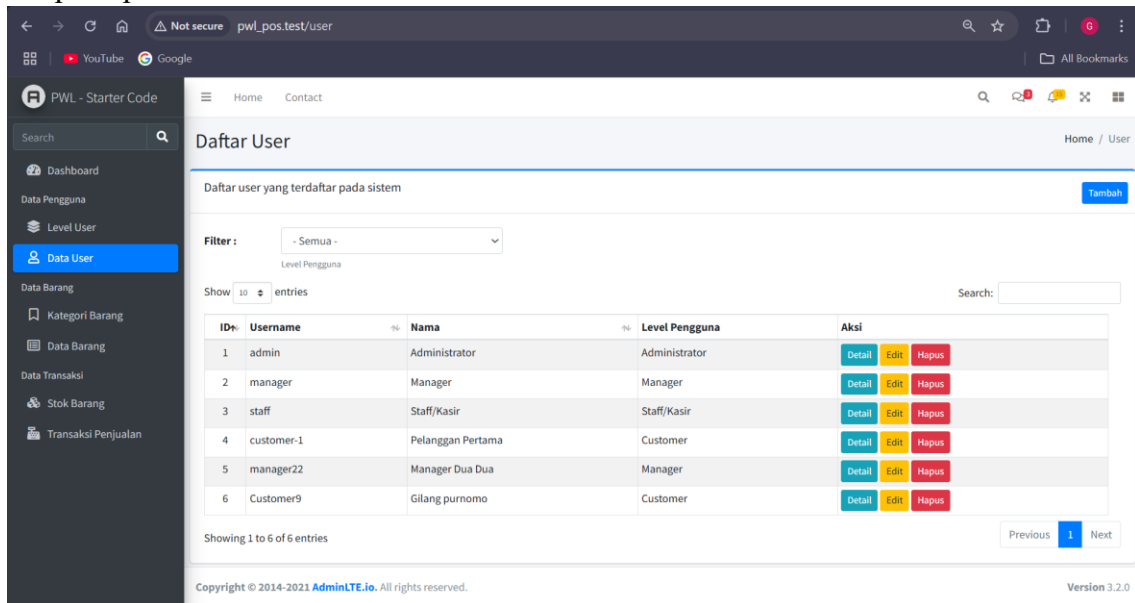 Not secure pwl_pos.test/user G
YouTube Google All Bookmarks
PWL - Starter Code Home Contact
Search
Daftar User Home / User
Dashboard
Data Pengguna
Level User
Data User
Data Barang
Kategori Barang
Data Barang
Data Transaksi
Stok Barang
Transaksi Penjualan
Daftar user yang terdaftar pada sistem Tambah
Filter : - Semua -
Level Pengguna
Show 10 entries Search:
ID Username Nama Level Pengguna Aksi
1 admin Administrator Administrator Detail Edit Hapus
2 manager Manager Manager Detail Edit Hapus
3 staff Staff/Kasir Staff/Kasir Detail Edit Hapus
4 customer-1 Pelanggan Pertama Customer Detail Edit Hapus
5 manager22 Manager Dua Dua Manager Detail Edit Hapus
6 Customer9 Gilang purnomo Customer Detail Edit Hapus
Showing 1 to 6 of 6 entries Previous 1 Next
Copyright © 2014-2021 AdminLTE.io. All rights reserved. Version 3.2.0